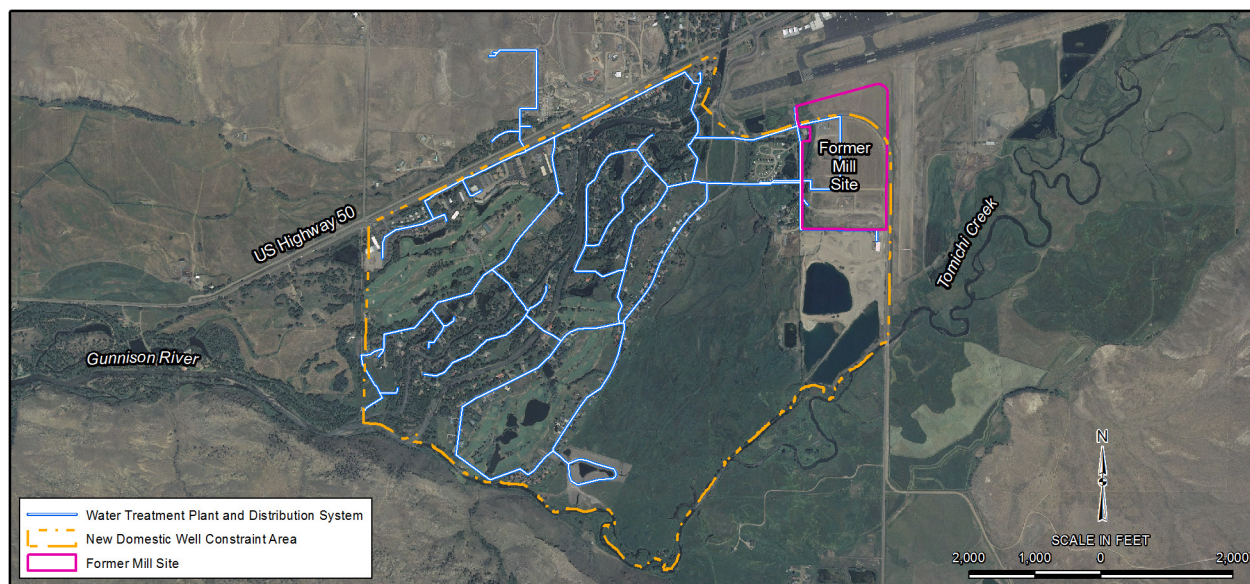 US Highway 50
Gunnison River
Former
Mill
Site
Tomichi Creek
Water Treatment Plant and Distribution System
New Domestic Well Constraint Area
Former Mill Site
N
SCALE IN FEET
2,000 1,000 0 2,000